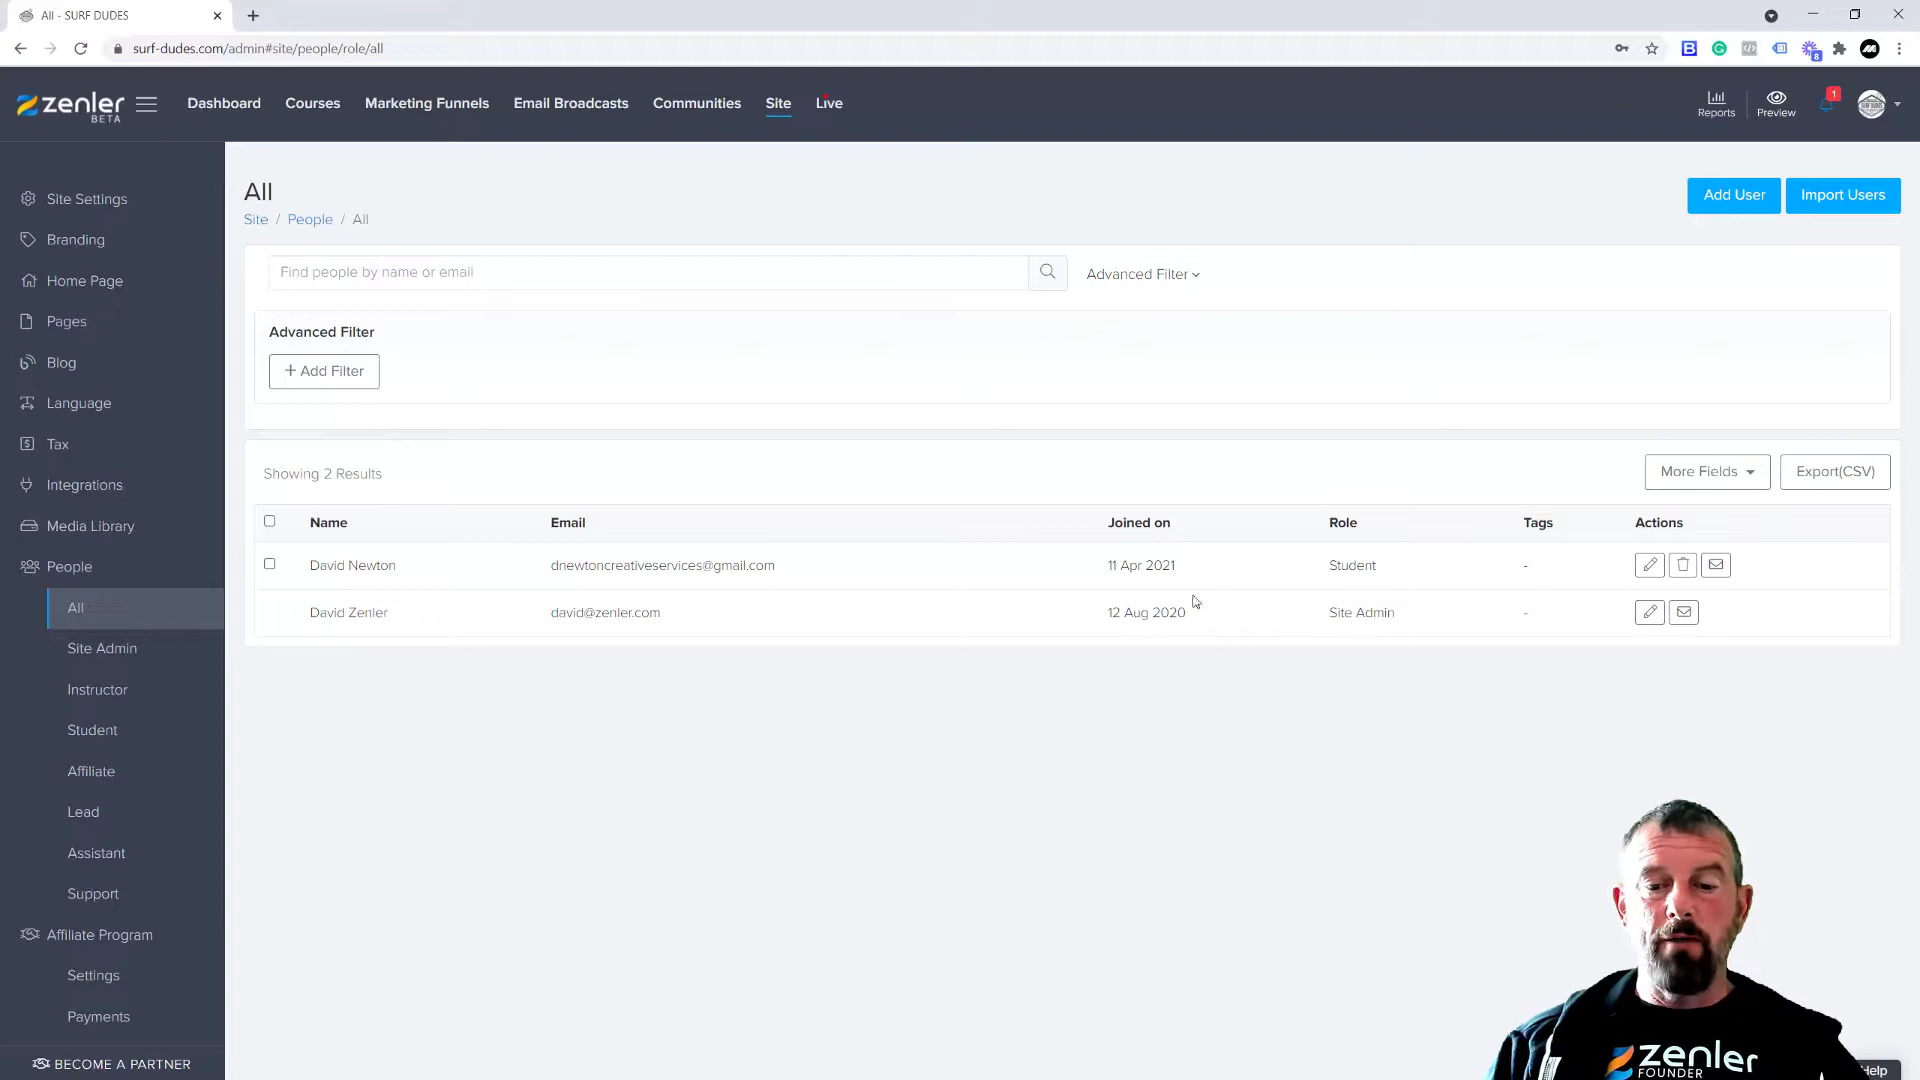 All - SURF DUDES
surf-dudes.com/admin#site/people/role/all
8
zenler
BETA
Dashboard
Courses
Marketing Funnels
Email Broadcasts
Communities
Site
Live
Reports
Preview
1
Site Settings
Branding
Home Page
Pages
Blog
Language
Tax
Integrations
Media Library
People
All
Site Admin
Instructor
Student
Affiliate
Lead
Assistant
Support
Affiliate Program
Settings
Payments
BECOME A PARTNER
All
Site / People / All
Add User
Import Users
Find people by name or email
Advanced Filter
Advanced Filter
+ Add Filter
Showing 2 Results
More Fields
Export(CSV)
Name Email Joined on Role Tags Actions
David Newton dnewtoncreativeservices@gmail.com 11 Apr 2021 Student -
David Zenler david@zenler.com 12 Aug 2020 Site Admin -
zenler
FOUNDER
Help